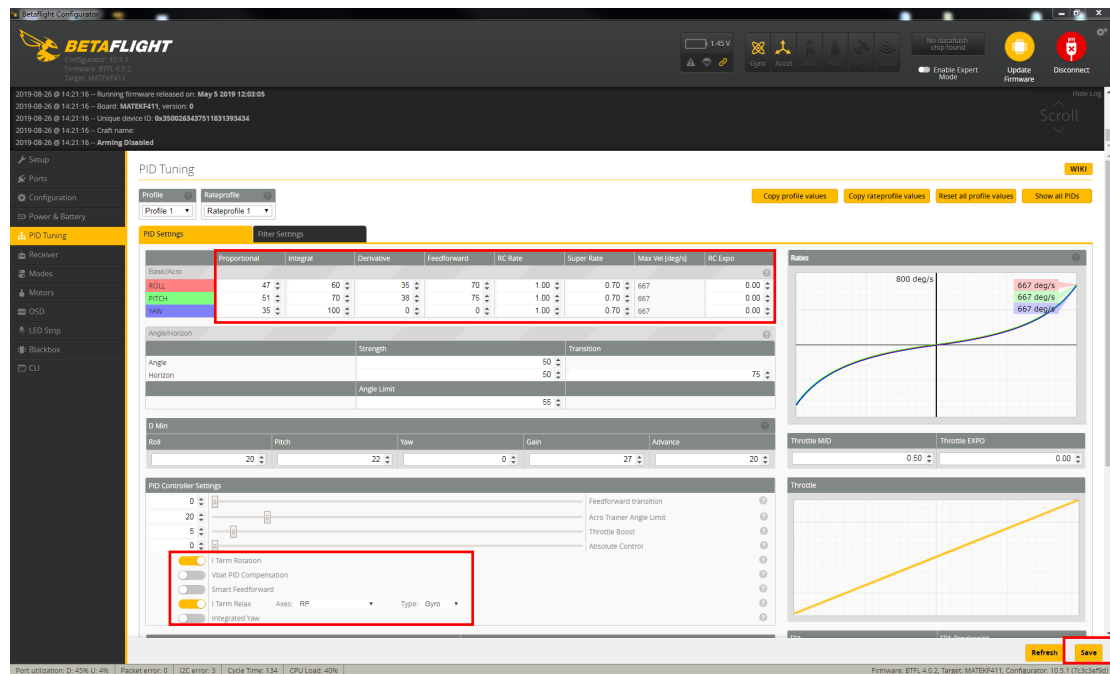 Betaflight Configurator
BETAFLIGHT
Configurator: 10.5.1
Firmware: BTFL 4.0.2
Target: MATEKF411
1.45 V
Gyro Accel
No dataflash
chip found
Enable Expert
Mode
Update
Firmware
Disconnect
2019-08-26 @ 14:21:16 -- Running firmware released on: May 5 2019 12:03:05
2019-08-26 @ 14:21:16 -- Board: MATEKF411, version: 0
2019-08-26 @ 14:21:16 -- Unique device ID: 0x3500263437511831393434
2019-08-26 @ 14:21:16 -- Craft name:
2019-08-26 @ 14:21:16 -- Arming Disabled
Hide Log
Scroll
Setup
Ports
Configuration
Power & Battery
PID Tuning
Receiver
Modes
Motors
OSD
LED Strip
Blackbox
CLI
PID Tuning
WIKI
Profile Rateprofile
Profile 1 Rateprofile 1
Copy profile values Copy rateprofile values Reset all profile values Show all PIDs
PID Settings Filter Settings
Proportional Integral Derivative Feedforward RC Rate Super Rate Max Vel [deg/s] RC Expo
Basic/Acro
ROLL 47 60 35 70 1.00 0.70 667 0.00
PITCH 51 70 38 75 1.00 0.70 667 0.00
YAW 35 100 0 0 1.00 0.70 667 0.00
Angle/Horizon
Strength Transition
Angle 50
Horizon 50 75
Angle Limit
55
D Min
Roll Pitch Yaw Gain Advance
20 22 0 27 20
PID Controller Settings
0 Feedforward transition
20 Acro Trainer Angle Limit
5 Throttle Boost
0 Absolute Control
I Term Rotation
Vbat PID Compensation
Smart Feedforward
I Term Relax Axes: RP Type: Gyro
Integrated Yaw
Rates
800 deg/s
667 deg/s
667 deg/s
667 deg/s
Throttle MID Throttle EXPO
0.50 0.00
Throttle
Refresh Save
Port utilization: D: 45% U: 4% Packet error: 0 I2C error: 3 Cycle Time: 134 CPU Load: 40%
Firmware: BTFL 4.0.2, Target: MATEKF411, Configurator: 10.5.1 (7c3c3ef9d)